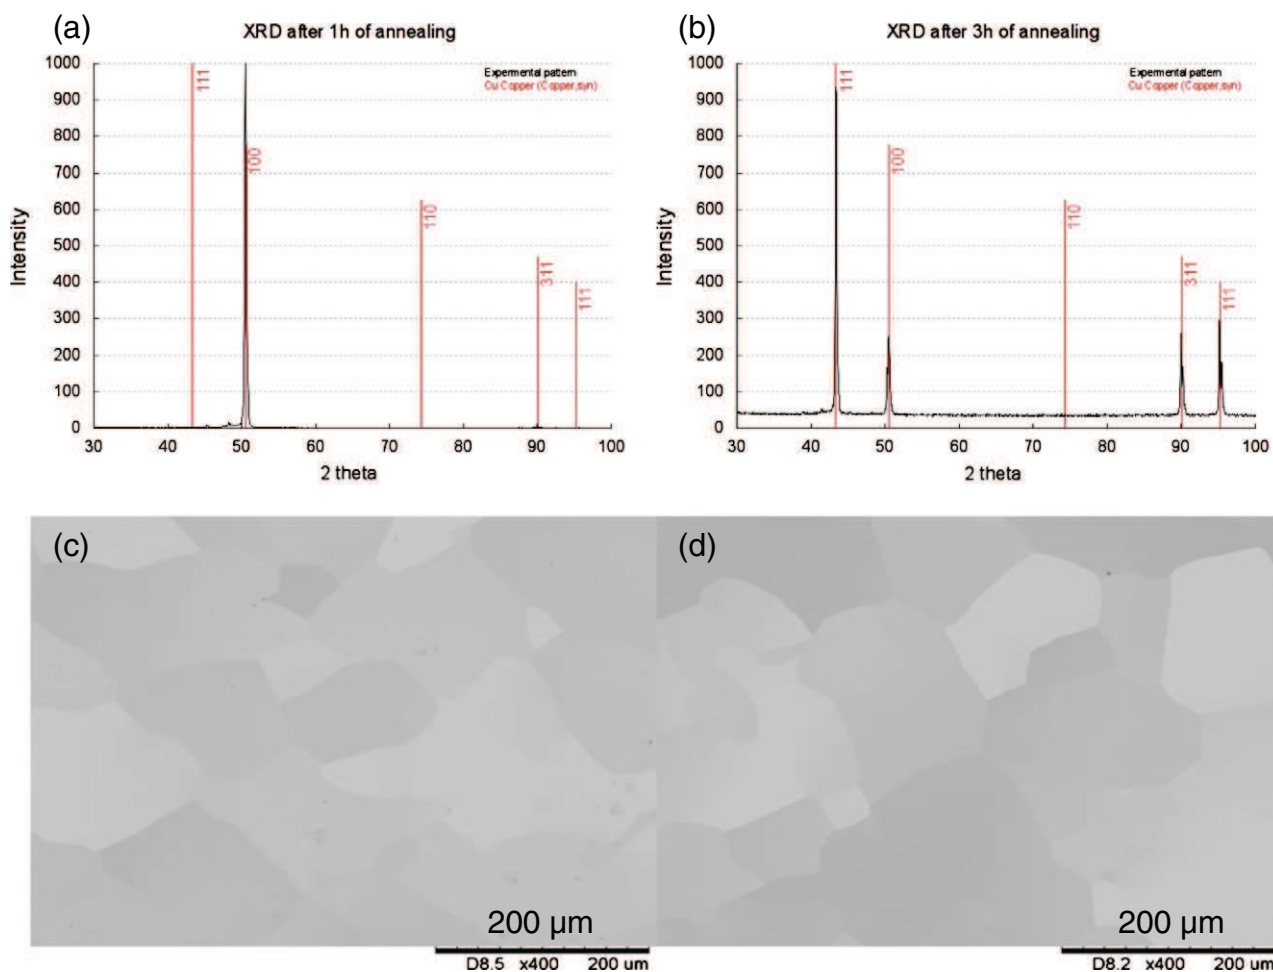 (a)
XRD after 1h of annealing
Expermental pattern
Cu Copper (Copper,syn)
1000
900
800
700
600
500
400
300
200
100
0
Intensity
111
100
110
311
111
30 40 50 60 70 80 90 100
2 theta
(b)
XRD after 3h of annealing
Expermental pattern
Cu Copper (Copper,syn)
1000
900
800
700
600
500
400
300
200
100
0
Intensity
111
100
110
311
111
30 40 50 60 70 80 90 100
2 theta
(c)
200 µm
D8.5 x400 200 um
(d)
200 µm
D8.2 x400 200 um